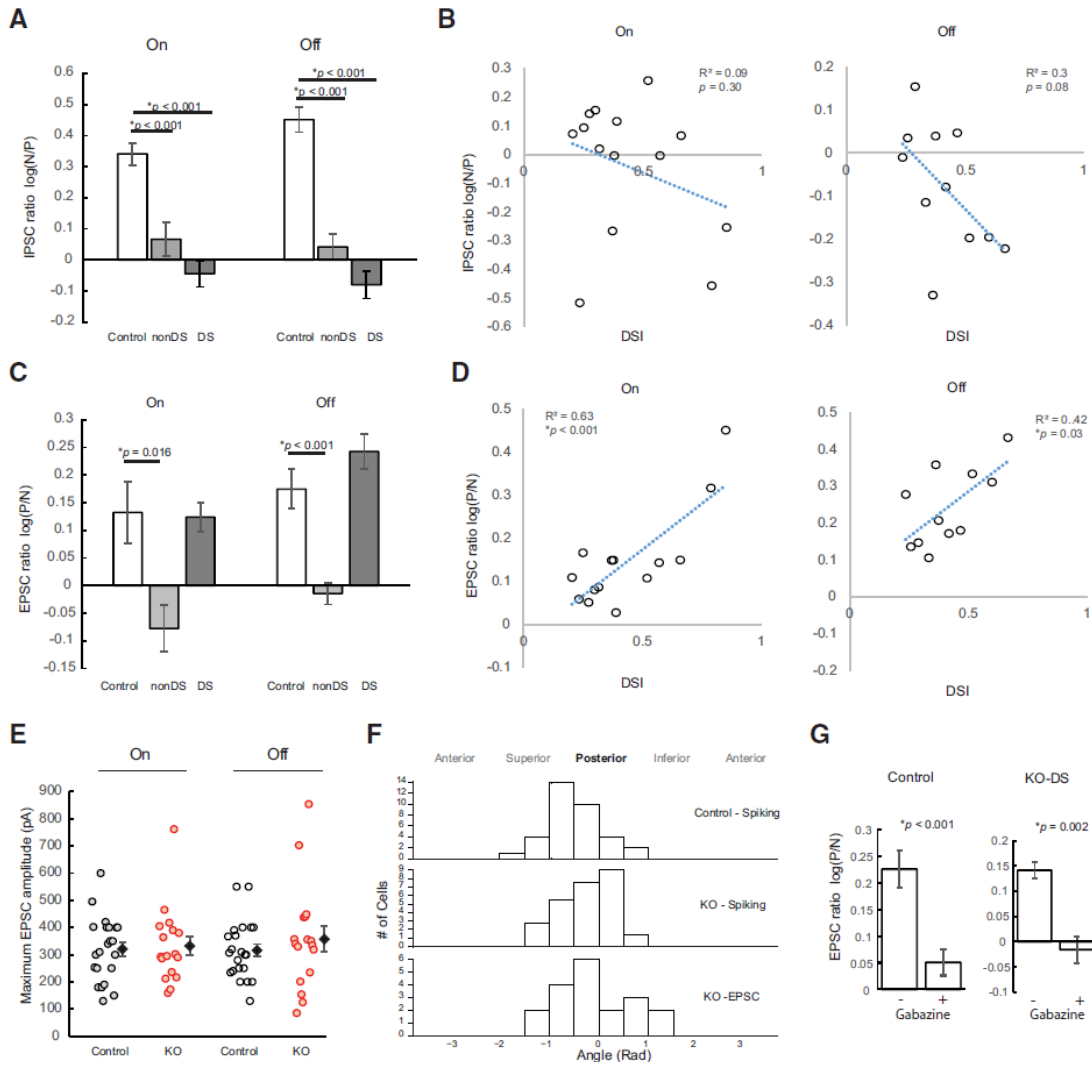 A
On
Off
IPSC ratio log(N/P)
0.6
0.5
0.4
0.3
0.2
0.1
0
-0.1
-0.2
*p < 0.001
*p < 0.001
*p < 0.001
*p < 0.001
Control nonDS DS
Control nonDS DS
B
On
IPSC ratio log(N/P)
0.3
0.2
0.1
0
-0.1
-0.2
-0.3
-0.4
-0.5
-0.6
0.5
1
R² = 0.09
p = 0.30
DSI
Off
0.2
0.1
0
-0.1
-0.2
-0.3
-0.4
0
0.5
1
R² = 0.3
p = 0.08
DSI
C
On
Off
EPSC ratio log(P/N)
0.3
0.25
0.2
0.15
0.1
0.05
0
-0.05
-0.1
-0.15
*p = 0.016
*p < 0.001
Control nonDS DS
Control nonDS DS
D
On
EPSC ratio log(P/N)
0.5
0.4
0.3
0.2
0.1
0
0.1
0
0.5
1
R² = 0.63
*p < 0.001
DSI
Off
0.5
0.4
0.3
0.2
0.1
0
-0.1
-0.2
0
0.5
1
R² = 0..42
*p = 0.03
DSI
E
On
Off
Maximum EPSC amplitude (pA)
900
800
700
600
500
400
300
200
100
0
Control
KO
Control
KO
F
Anterior Superior Posterior Inferior Anterior
# of Cells
14
12
10
8
6
4
2
0
Control - Spiking
9
8
7
6
5
4
3
2
1
0
KO - Spiking
6
5
4
3
2
1
0
KO -EPSC
−3 −2 −1 0 1 2 3
Angle (Rad)
G
Control
KO-DS
EPSC ratio log(P/N)
*p < 0.001
0.3
0.25
0.2
0.15
0.1
0.05
0
- +
Gabazine
*p = 0.002
0.2
0.15
0.1
0.05
0
-0.05
-0.1
- +
Gabazine